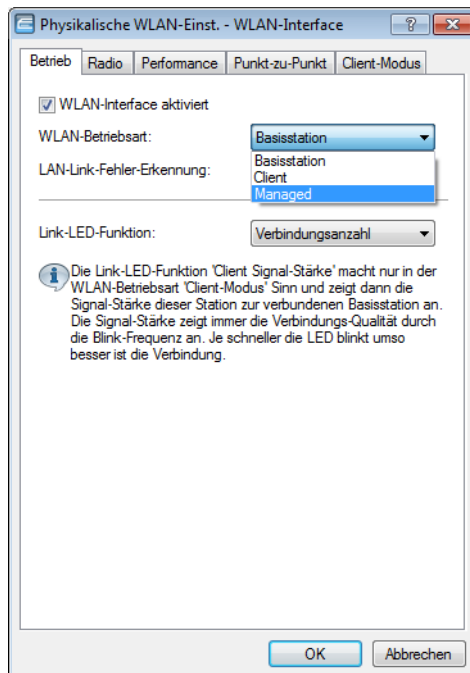 Physikalische WLAN-Einst. - WLAN-Interface
Betrieb Radio Performance Punkt-zu-Punkt Client-Modus
WLAN-Interface aktiviert
WLAN-Betriebsart: Basisstation
Basisstation
LAN-Link-Fehler-Erkennung: Client
Managed
Link-LED-Funktion: Verbindungsanzahl
Die Link-LED-Funktion 'Client Signal-Stärke' macht nur in der
WLAN-Betriebsart 'Client-Modus' Sinn und zeigt dann die
Signal-Stärke dieser Station zur verbundenen Basisstation an.
Die Signal-Stärke zeigt immer die Verbindungs-Qualität durch
die Blink-Frequenz an. Je schneller die LED blinkt umso
besser ist die Verbindung.
OK Abbrechen